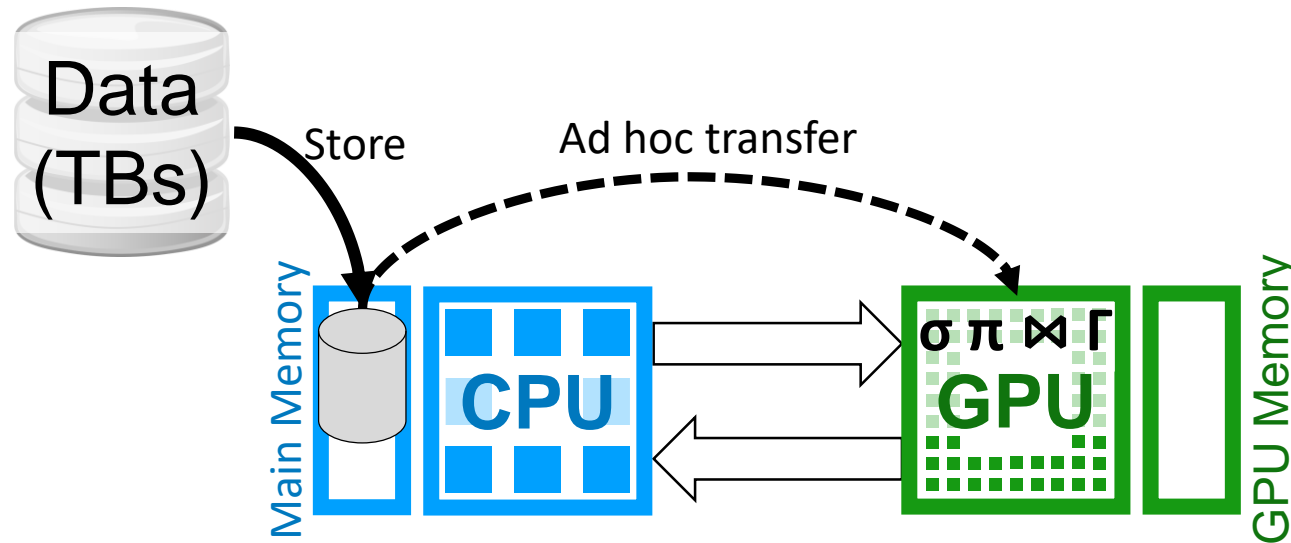 Data
(TBs)
Store
Ad hoc transfer
Main Memory
CPU
σ π ⋈ Γ
GPU
GPU Memory